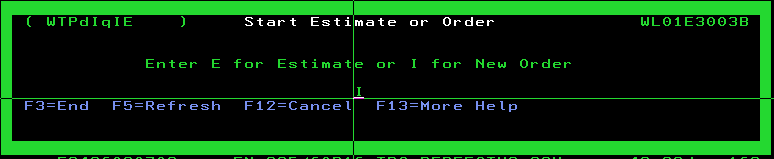 ( WTPdIqIE ) Start Estimate or Order WL01E3003B
Enter E for Estimate or I for New Order
I
F3=End F5=Refresh F12=Cancel F13=More Help